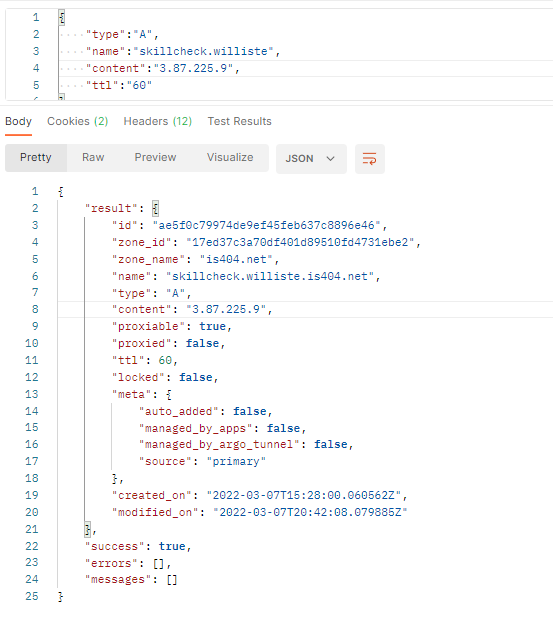 1 {
2 "type":"A",
3 "name":"skillcheck.williste",
4 "content":"3.87.225.9",
5 "ttl":"60"
Body Cookies (2) Headers (12) Test Results
Pretty Raw Preview Visualize JSON
1 {
2 "result": {
3 "id": "ae5f0c79974de9ef45feb637c8896e46",
4 "zone_id": "17ed37c3a70df401d89510fd4731ebe2",
5 "zone_name": "is404.net",
6 "name": "skillcheck.williste.is404.net",
7 "type": "A",
8 "content": "3.87.225.9",
9 "proxiable": true,
10 "proxied": false,
11 "ttl": 60,
12 "locked": false,
13 "meta": {
14 "auto_added": false,
15 "managed_by_apps": false,
16 "managed_by_argo_tunnel": false,
17 "source": "primary"
18 },
19 "created_on": "2022-03-07T15:28:00.060562Z",
20 "modified_on": "2022-03-07T20:42:08.079885Z"
21 },
22 "success": true,
23 "errors": [],
24 "messages": []
25 }